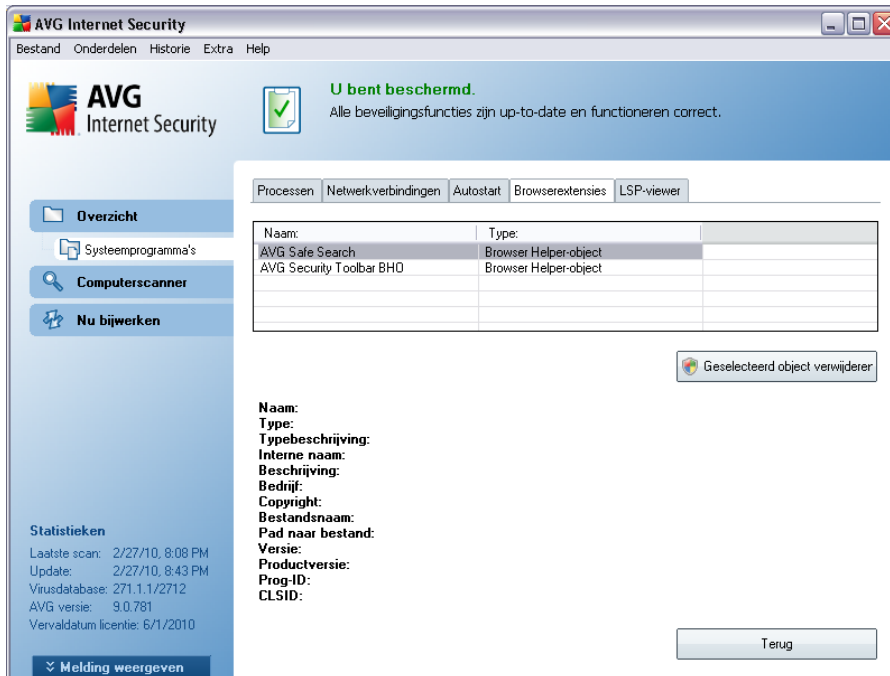 AVG Internet Security
Bestand Onderdelen Historie Extra Help
AVG
Internet Security
U bent beschermd.
Alle beveiligingsfuncties zijn up-to-date en functioneren correct.
Overzicht
Systeemprogramma's
Computerscanner
Nu bijwerken
Processen Netwerkverbindingen Autostart Browserextensies LSP-viewer
Naam: Type:
AVG Safe Search Browser Helper-object
AVG Security Toolbar BHO Browser Helper-object
Geselecteerd object verwijderer
Naam:
Type:
Typebeschrijving:
Interne naam:
Beschrijving:
Bedrijf:
Copyright:
Bestandsnaam:
Pad naar bestand:
Versie:
Productversie:
Prog-ID:
CLSID:
Statistieken
Laatste scan: 2/27/10, 8:08 PM
Update: 2/27/10, 8:43 PM
Virusdatabase: 271.1.1/2712
AVG versie: 9.0.781
Vervaldatum licentie: 6/1/2010
Melding weergeven
Terug